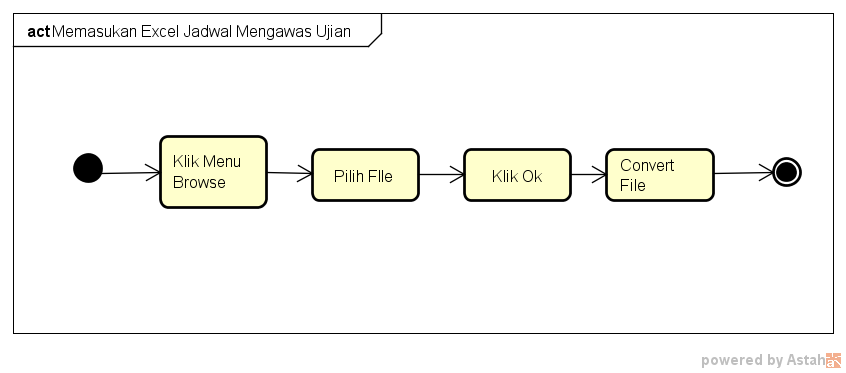 act Memasukan Excel Jadwal Mengawas Ujian
Klik Menu
Browse
Pilih FIle
Klik Ok
Convert
File
powered by Astah